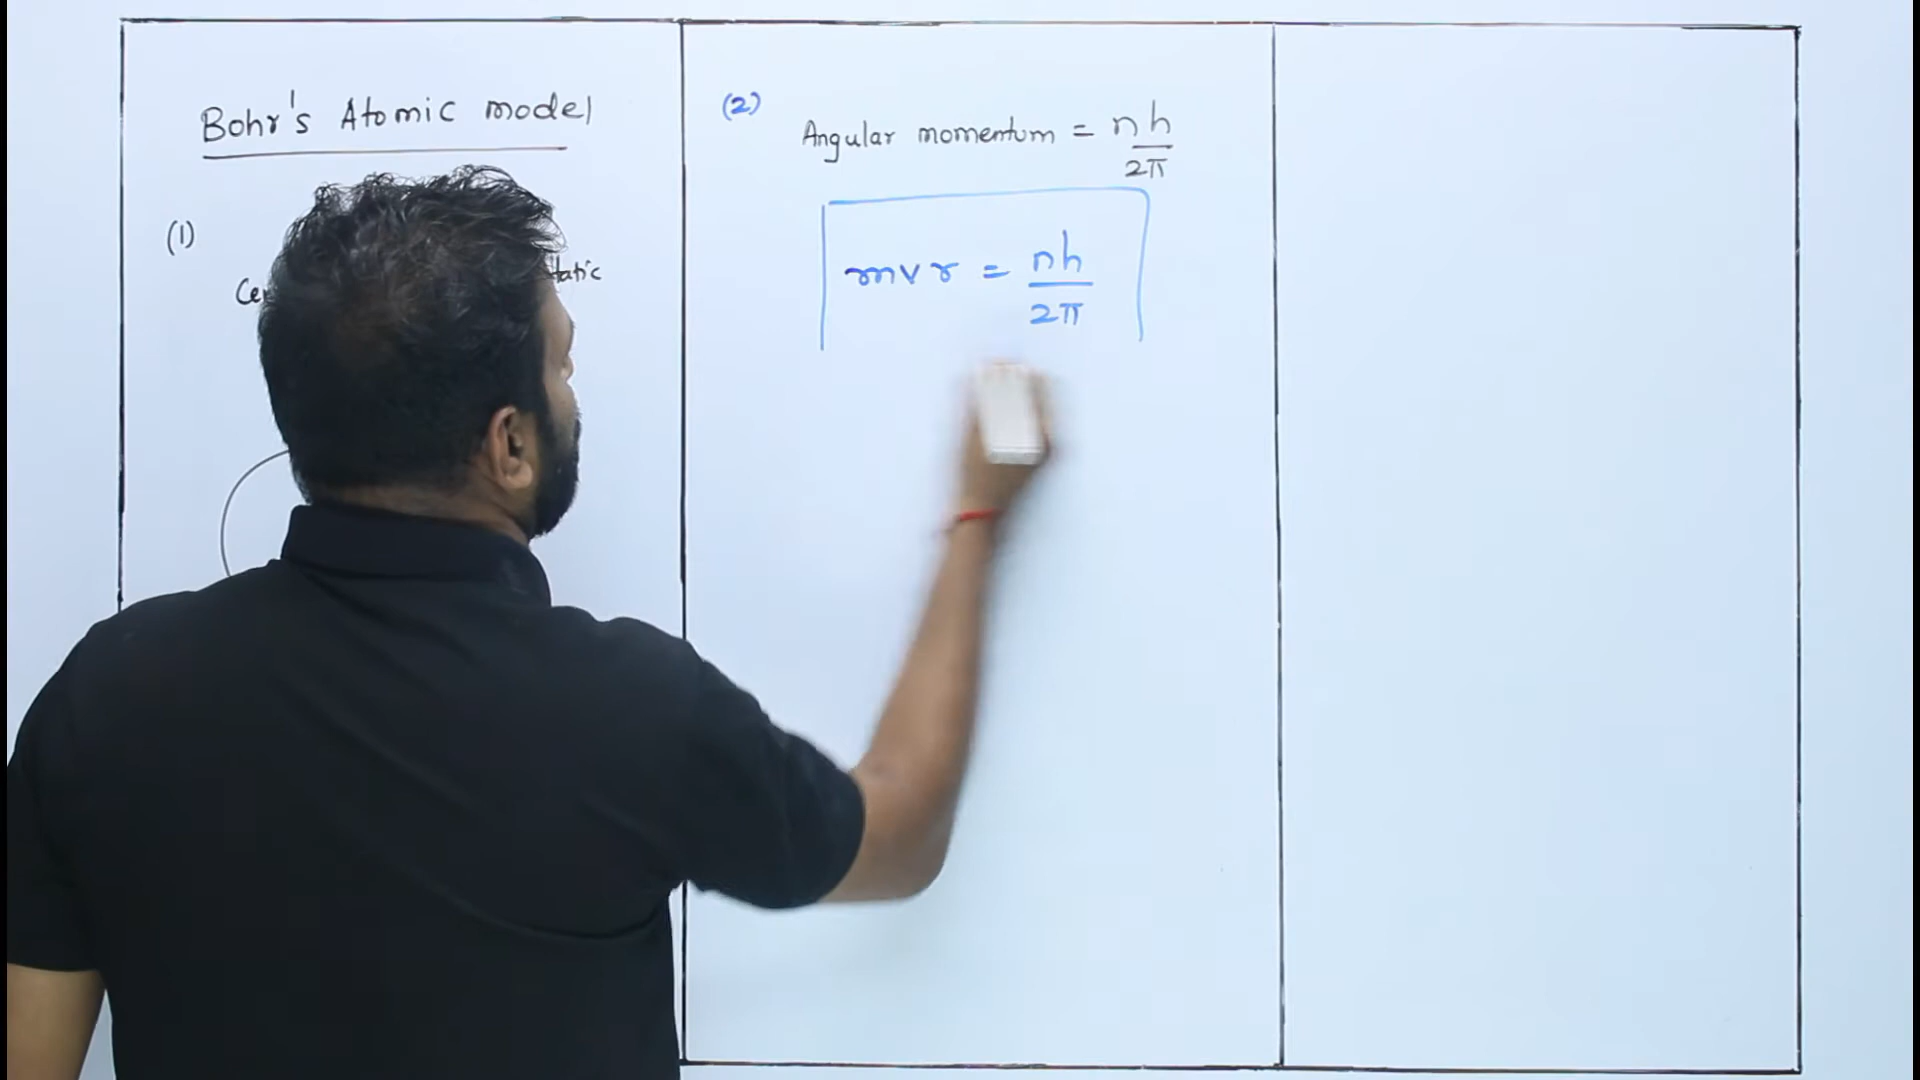 Bohr's Atomic model
(1)
(2)
Angular momentum = nh
2π
mvr = nh
2π